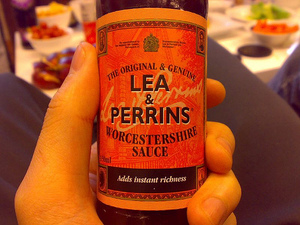 THE ORIGINAL & GENUINE
LEA
&
PERRINS
WORCESTERSHIRE
SAUCE
Adds instant richness